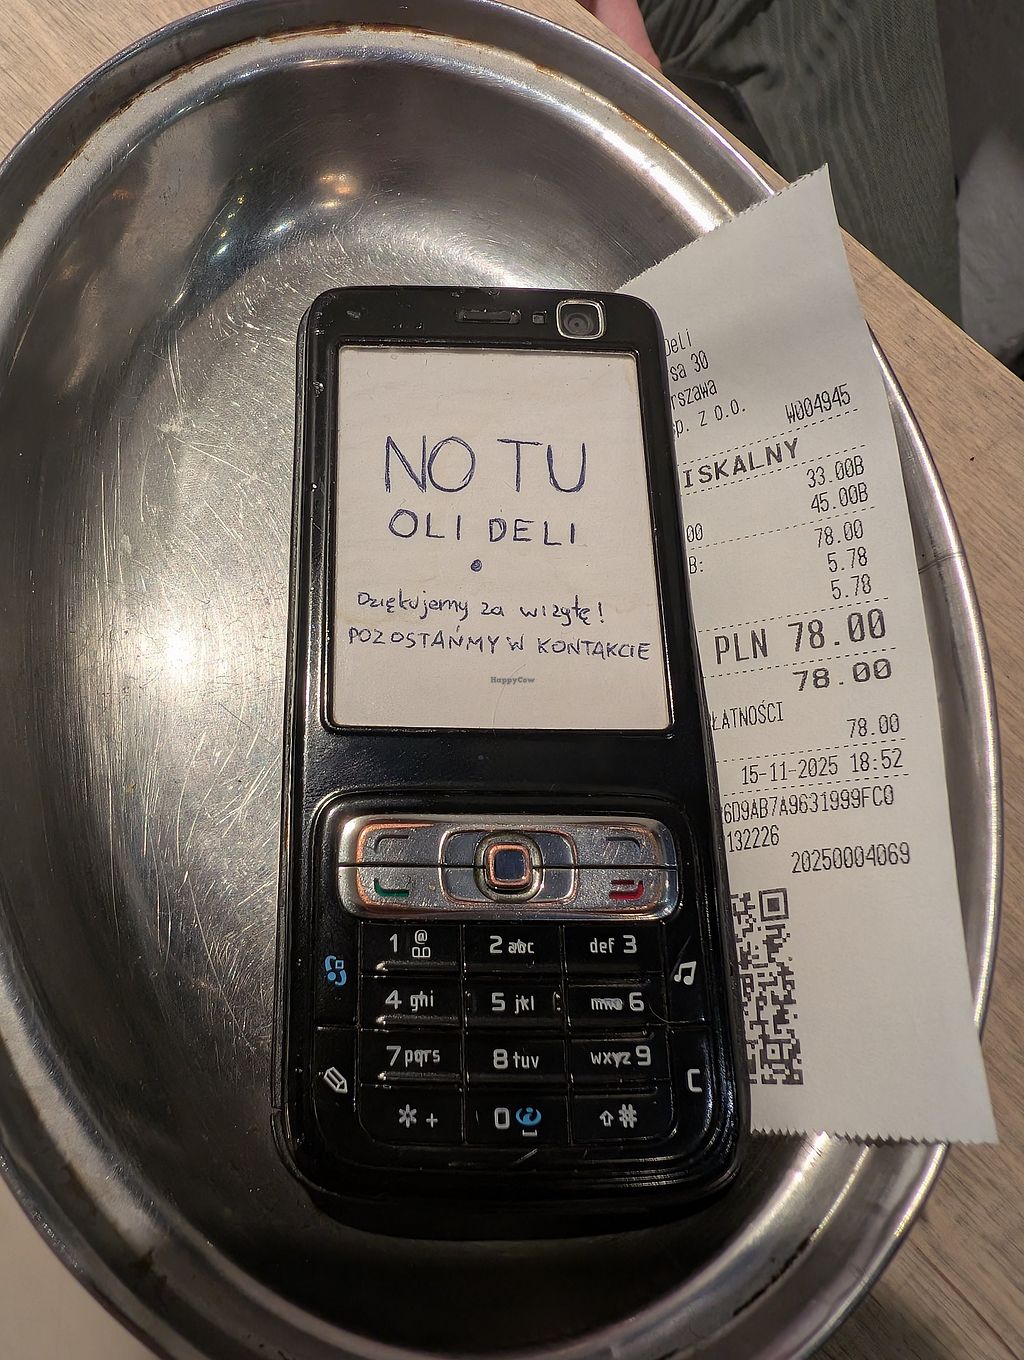 NO TU
OLI DELI
Dziękujemy za wizytę!
POZOSTAŃMY W KONTAKCIE
HappyCow
1 @
2 abc
def 3
4 ghi
5 jkl
mno 6
7 pqrs
8 tuv
wxyz 9
C
* +
0
#
Deli
sa 30
rszawa
sp. Z O.O.
W004945
ISKALNY
33.00B
45.00B
00 78.00
B: 5.78
5.78
PLN 78.00
78.00
ŁATNOŚCI
78.00
15-11-2025 18:52
6D9AB7A9631999FC0
132226
20250004069